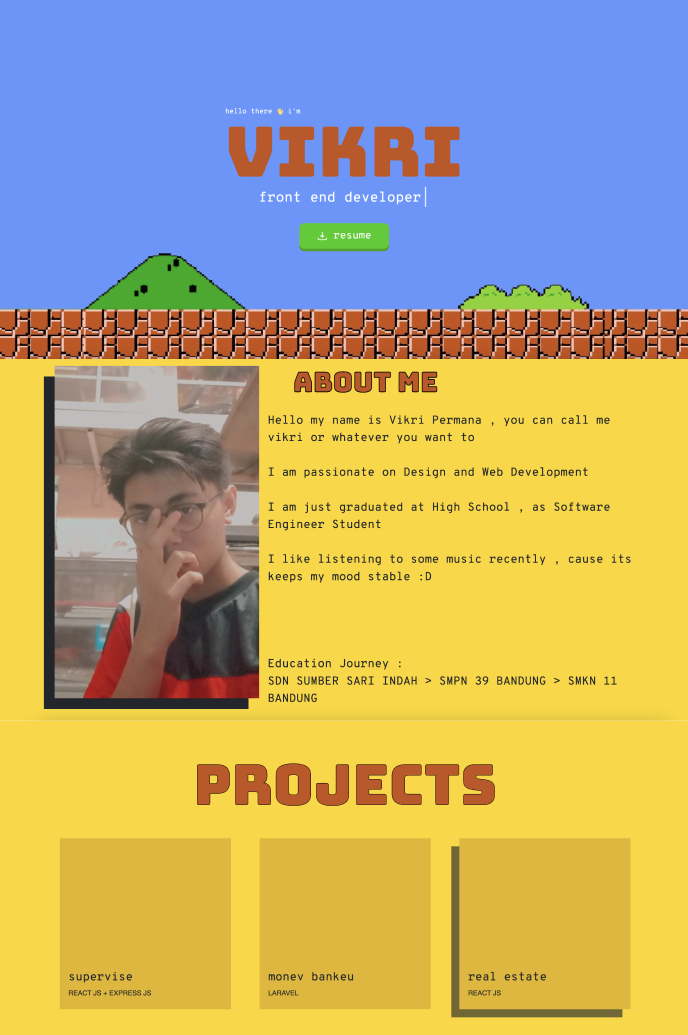 hello there 👋 i'm
VIKRI
front end developer
resume
ABOUT ME
Hello my name is Vikri Permana , you can call me
vikri or whatever you want to
I am passionate on Design and Web Development
I am just graduated at High School , as Software
Engineer Student
I like listening to some music recently , cause its
keeps my mood stable :D
Education Journey :
SDN SUMBER SARI INDAH > SMPN 39 BANDUNG > SMKN 11
BANDUNG
PROJECTS
supervise
REACT JS + EXPRESS JS
monev bankeu
LARAVEL
real estate
REACT JS